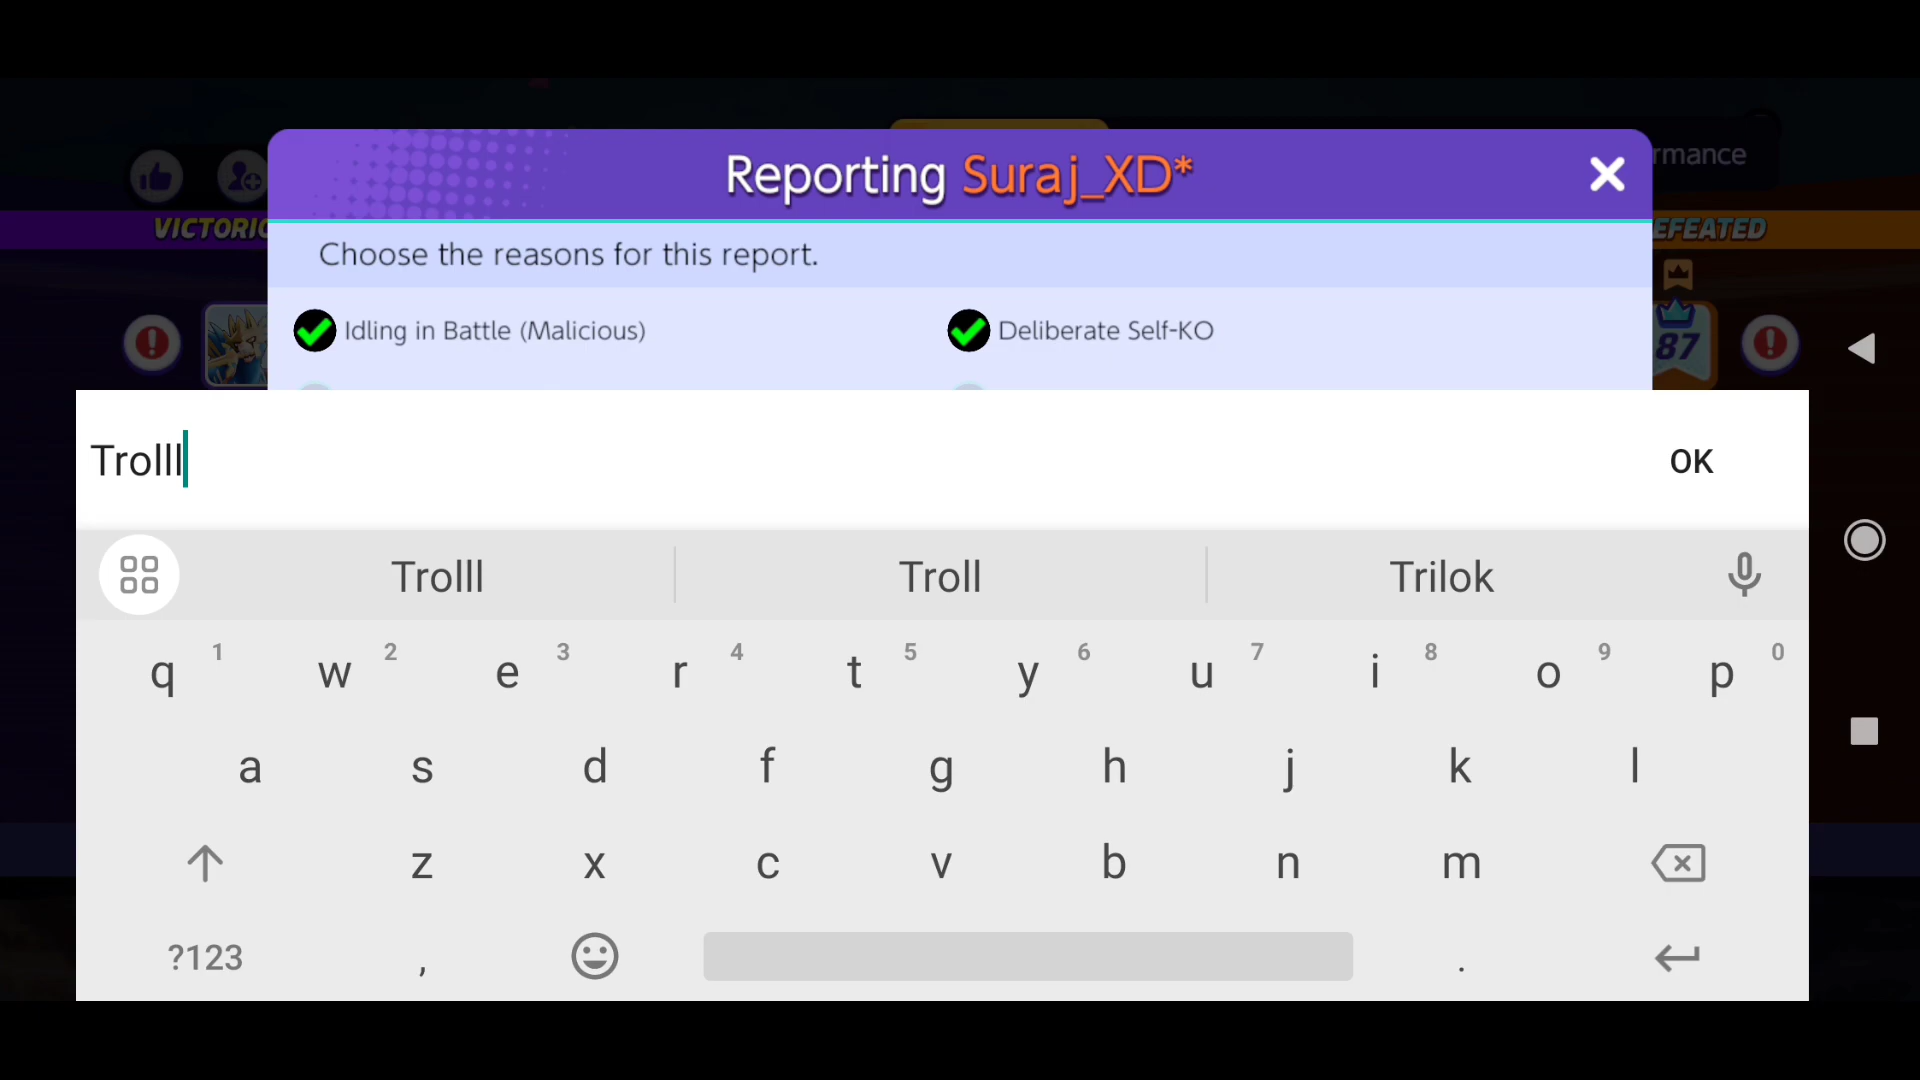 Reporting Suraj_XD*
rmance
VICTORIO
EFEATED
Choose the reasons for this report.
Idling in Battle (Malicious)
Deliberate Self-KO
87
Trolll
OK
Trolll
Troll
Trilok
q 1 w 2 e 3 r 4 t 5 y 6 u 7 i 8 o 9 p 0
a s d f g h j k l
z x c v b n m
?123 , .